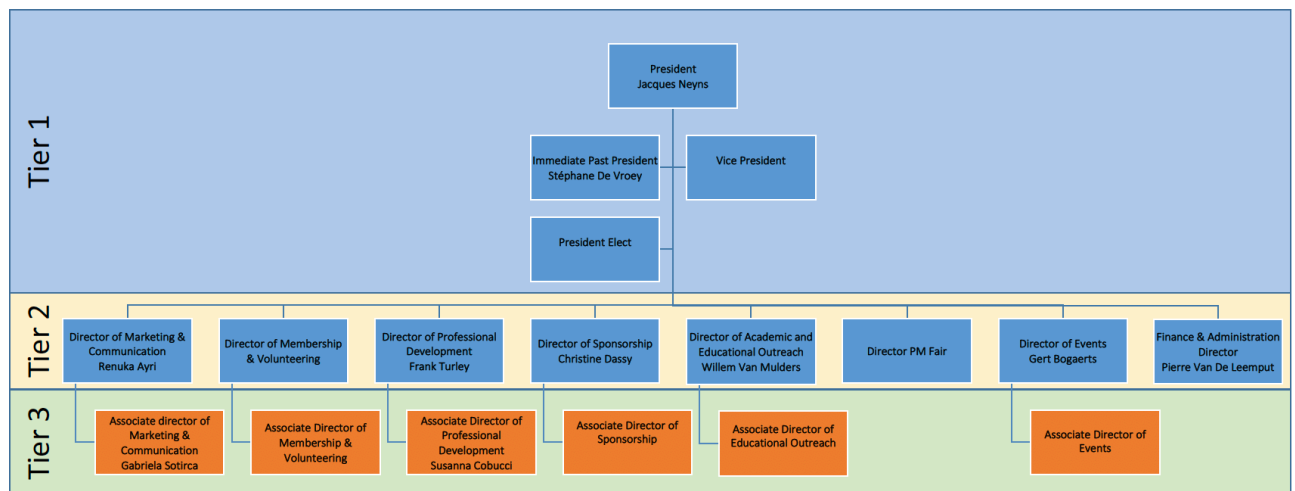 Tier 1
President
Jacques Neyns
Immediate Past President
Stéphane De Vroey
Vice President
President Elect
Tier 2
Director of Marketing &
Communication
Renuka Ayri
Director of Membership
& Volunteering
Director of Professional
Development
Frank Turley
Director of Sponsorship
Christine Dassy
Director of Academic and
Educational Outreach
Willem Van Mulders
Director PM Fair
Director of Events
Gert Bogaerts
Finance & Administration
Director
Pierre Van De Leemput
Tier 3
Associate director of
Marketing &
Communication
Gabriela Sotirca
Associate Director of
Membership &
Volunteering
Associate Director of
Professional
Development
Susanna Cobucci
Associate Director of
Sponsorship
Associate Director of
Educational Outreach
Associate Director of
Events